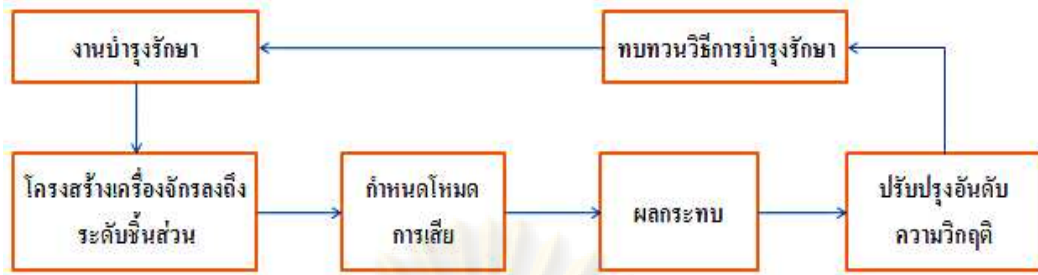 งานบำรุงรักษา
ทบทวนวิธีการบำรุงรักษา
โครงสร้างเครื่องจักรลงถึง
ระดับชิ้นส่วน
กำหนดโหมด
การเสีย
ผลกระทบ
ปรับปรุงอันดับ
ความวิกฤติ